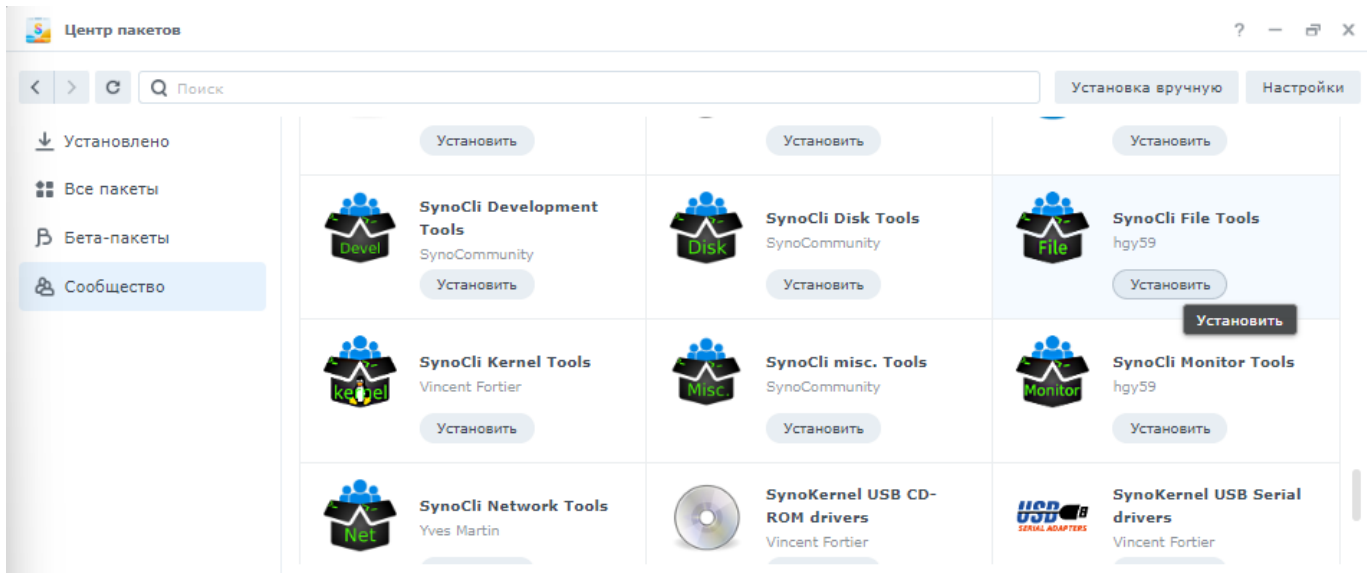 Центр пакетов
?
Поиск
Установка вручную
Настройки
Установлено
Все пакеты
Бета-пакеты
Сообщество
Установить
Установить
Установить
Devel
SynoCli Development
Tools
SynoCommunity
Установить
Disk
SynoCli Disk Tools
SynoCommunity
Установить
File
SynoCli File Tools
hgy59
Установить
Установить
kernel
SynoCli Kernel Tools
Vincent Fortier
Установить
Misc.
SynoCli misc. Tools
SynoCommunity
Установить
Monitor
SynoCli Monitor Tools
hgy59
Установить
Net
SynoCli Network Tools
Yves Martin
SynoKernel USB CD-
ROM drivers
Vincent Fortier
USB
SERIAL ADAPTERS
SynoKernel USB Serial
drivers
Vincent Fortier